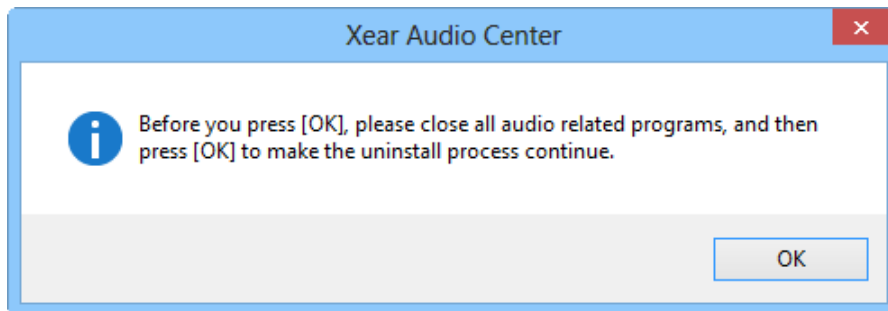 Xear Audio Center
Before you press [OK], please close all audio related programs, and then
press [OK] to make the uninstall process continue.
OK